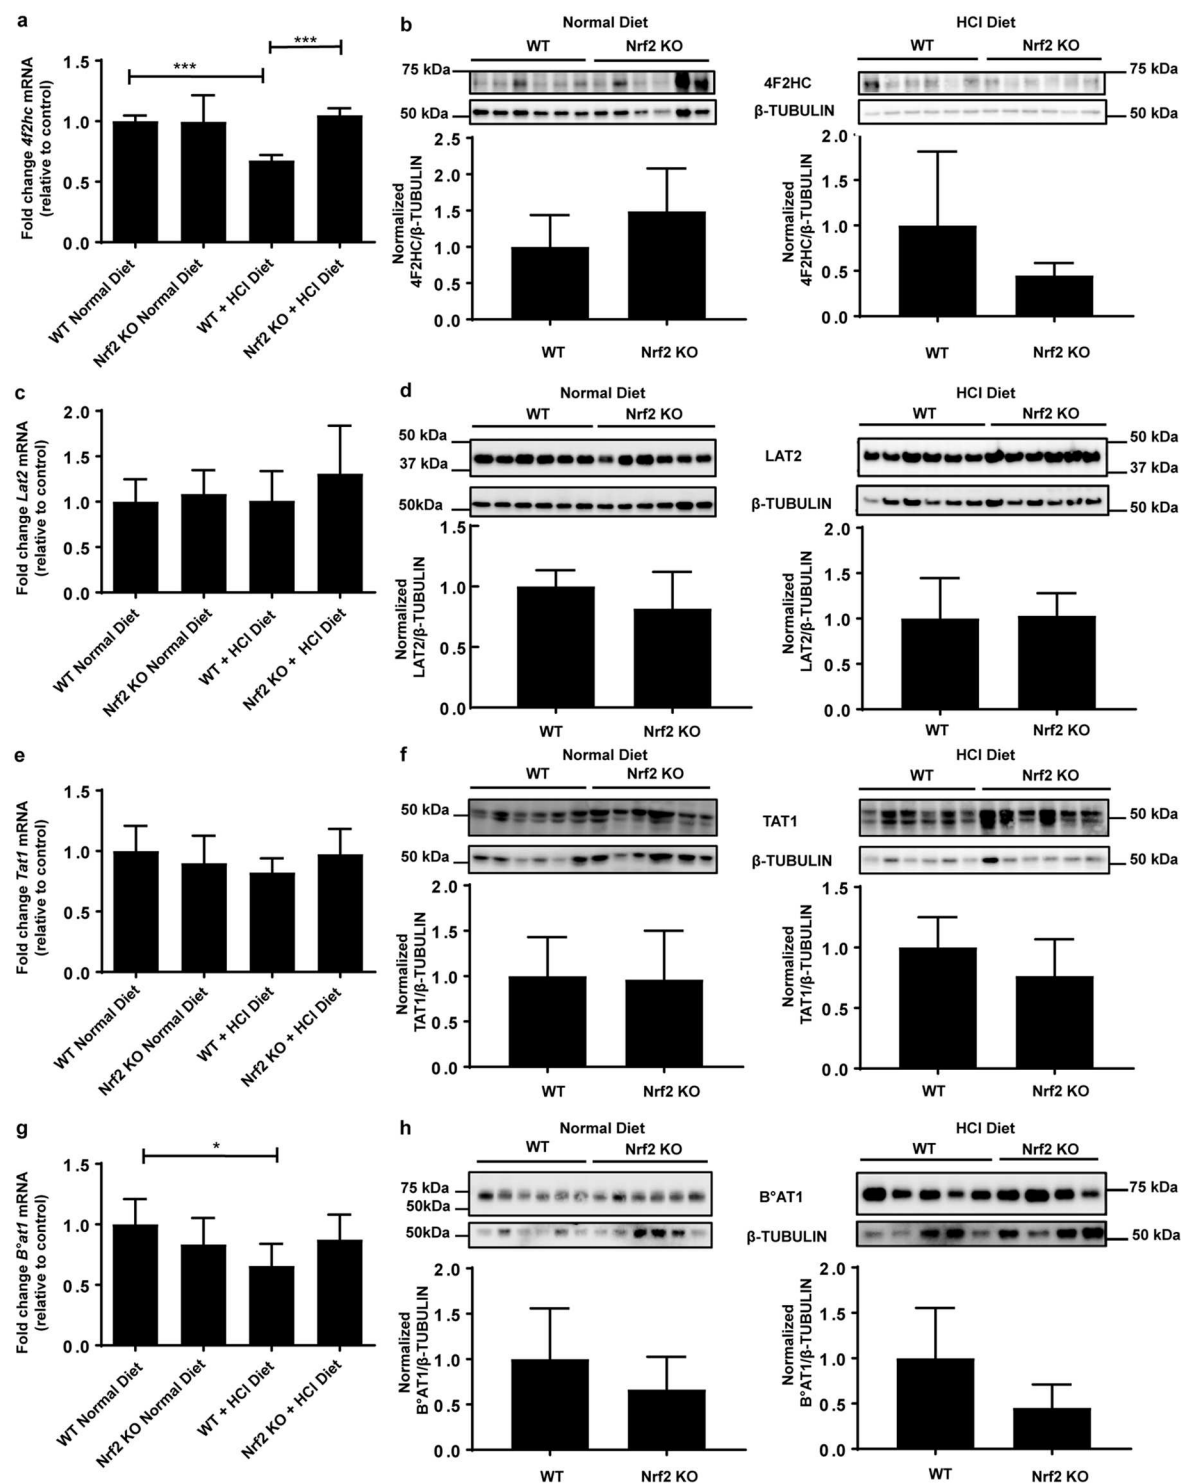 a
***
***
Fold change 4f2hc mRNA
(relative to control)
1.5
1.0
0.5
0.0
WT Normal Diet
Nrf2 KO Normal Diet
WT + HCl Diet
Nrf2 KO + HCl Diet
b
Normal Diet
WT
Nrf2 KO
75 kDa
50 kDa
4F2HC
β-TUBULIN
HCl Diet
WT
Nrf2 KO
75 kDa
50 kDa
Normalized
4F2HC/β-TUBULIN
2.5
2.0
1.5
1.0
0.5
0.0
WT
Nrf2 KO
Normalized
4F2HC/β-TUBULIN
2.0
1.5
1.0
0.5
0.0
WT
Nrf2 KO
c
Fold change Lat2 mRNA
(relative to control)
2.0
1.5
1.0
0.5
0.0
WT Normal Diet
Nrf2 KO Normal Diet
WT + HCl Diet
Nrf2 KO + HCl Diet
d
Normal Diet
WT
Nrf2 KO
50 kDa
37 kDa
50kDa
LAT2
β-TUBULIN
HCl Diet
WT
Nrf2 KO
50 kDa
37 kDa
50 kDa
Normalized
LAT2/β-TUBULIN
1.5
1.0
0.5
0.0
WT
Nrf2 KO
Normalized
LAT2/β-TUBULIN
2.0
1.5
1.0
0.5
0.0
WT
Nrf2 KO
e
Fold change Tat1 mRNA
(relative to control)
1.5
1.0
0.5
0.0
WT Normal Diet
Nrf2 KO Normal Diet
WT + HCl Diet
Nrf2 KO + HCl Diet
f
Normal Diet
WT
Nrf2 KO
50 kDa
50 kDa
TAT1
β-TUBULIN
HCl Diet
WT
Nrf2 KO
50 kDa
50 kDa
Normalized
TAT1/β-TUBULIN
2.0
1.5
1.0
0.5
0.0
WT
Nrf2 KO
Normalized
TAT1/β-TUBULIN
1.5
1.0
0.5
0.0
WT
Nrf2 KO
g
*
Fold change B°at1 mRNA
(relative to control)
1.5
1.0
0.5
0.0
WT Normal Diet
Nrf2 KO Normal Diet
WT + HCl Diet
Nrf2 KO + HCl Diet
h
Normal Diet
WT
Nrf2 KO
75 kDa
50kDa
50kDa
B°AT1
β-TUBULIN
HCl Diet
WT
Nrf2 KO
75 kDa
50 kDa
Normalized
B°AT1/β-TUBULIN
2.0
1.5
1.0
0.5
0.0
WT
Nrf2 KO
Normalized
B°AT1/β-TUBULIN
2.0
1.5
1.0
0.5
0.0
WT
Nrf2 KO